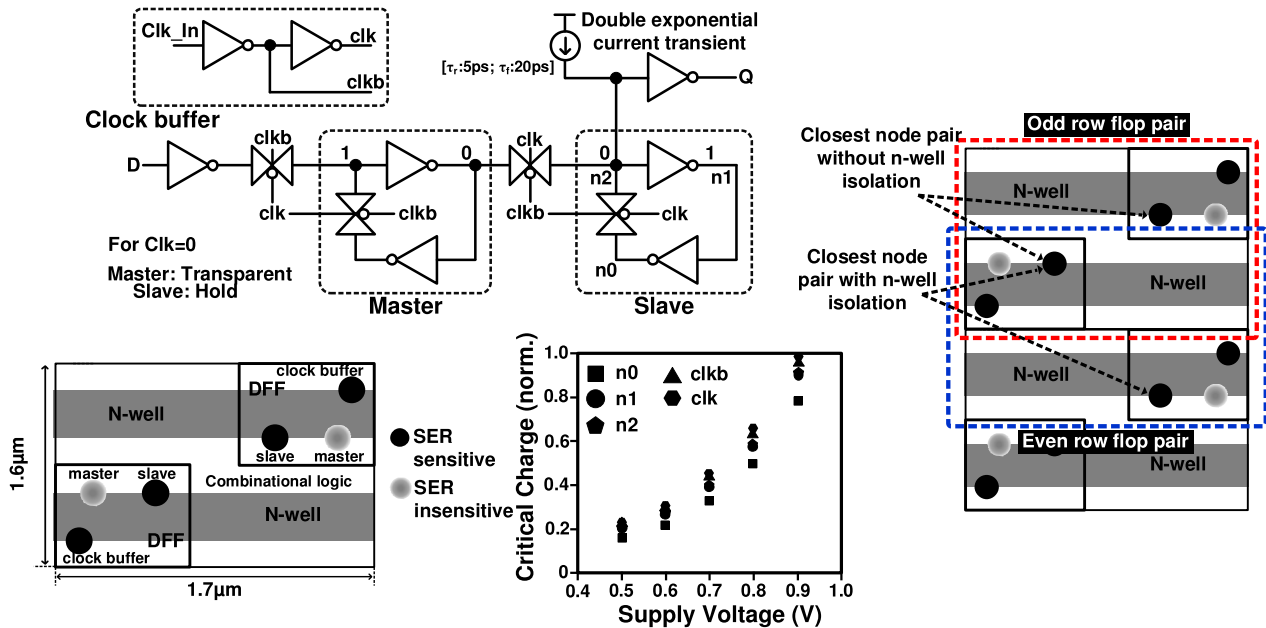 Clk_In
clk
clkb
Clock buffer
Double exponential
current transient
[τr:5ps; τf:20ps]
Q
D
clkb
clk
1
0
clkb
clk
clkb
0
n2
1
n1
clk
n0
For Clk=0
Master: Transparent
Slave: Hold
Master
Slave
clock buffer
DFF
N-well
slave
master
master
slave
Combinational logic
N-well
DFF
clock buffer
1.6µm
1.7µm
SER
sensitive
SER
insensitive
Critical Charge (norm.)
1.0
0.8
0.6
0.4
0.2
0
n0
n1
n2
clkb
clk
0.4
0.5
0.6
0.7
0.8
0.9
1.0
Supply Voltage (V)
Closest node pair
without n-well
isolation
Closest node
pair with n-well
isolation
Odd row flop pair
N-well
N-well
N-well
Even row flop pair
N-well